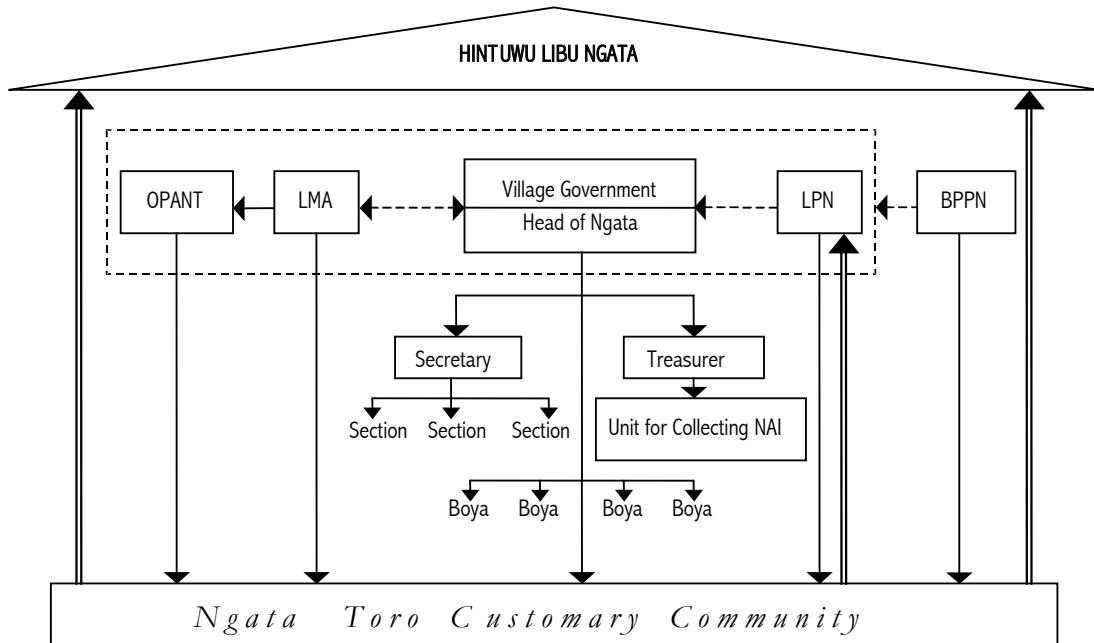 HINTUWU LIBU NGATA
OPANT
LMA
Village Government
Head of Ngata
LPN
BPPN
Secretary
Treasurer
Section
Section
Section
Unit for Collecting NAI
Boya
Boya
Boya
Boya
Ngata Toro Customary Community